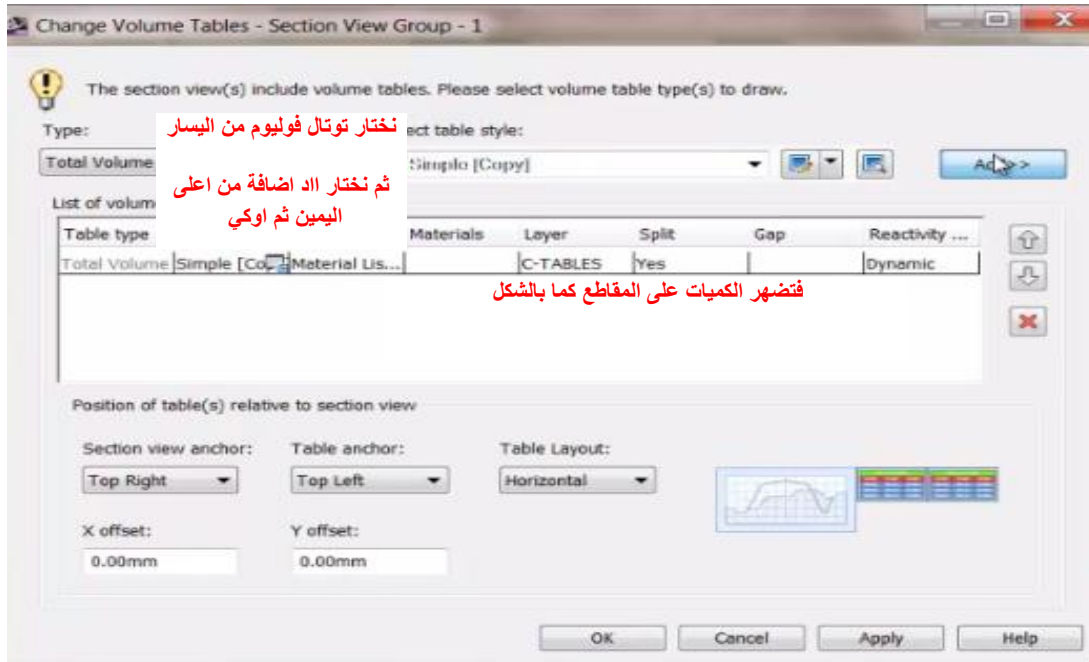 Change Volume Tables - Section View Group - 1
The section view(s) include volume tables. Please select volume table type(s) to draw.
Type:
نختار توتال فوليوم من اليسار
ect table style:
Total Volume
Simple [Copy]
Add>>
ثم نختار ااد اضافة من اعلى
اليمين ثم اوكي
List of volum
Table type Materials Layer Split Gap Reactivity ...
Total Volume Simple [Co... Material Lis... C-TABLES Yes Dynamic
فتضهر الكميات على المقاطع كما بالشكل
Position of table(s) relative to section view
Section view anchor: Table anchor: Table Layout:
Top Right Top Left Horizontal
X offset: Y offset:
0.00mm 0.00mm
OK Cancel Apply Help